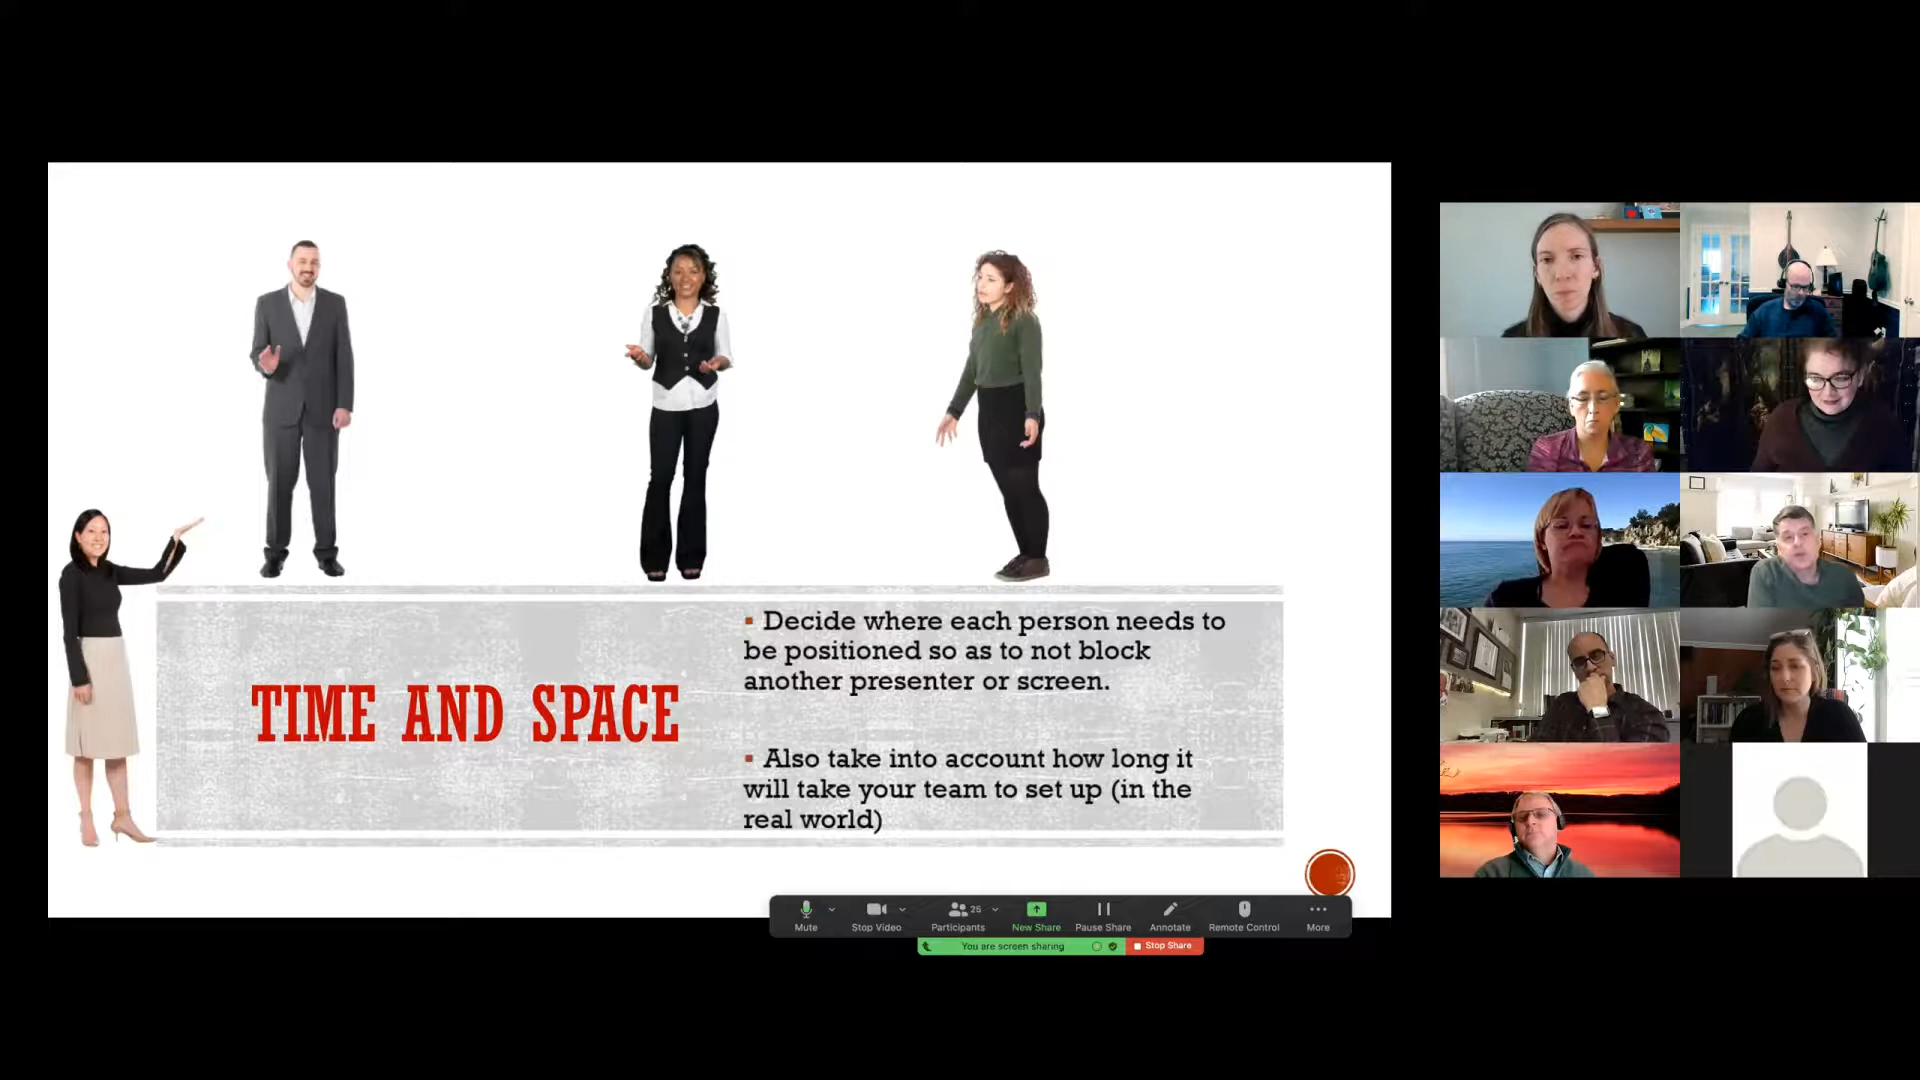 TIME AND SPACE
▪ Decide where each person needs to
be positioned so as to not block
another presenter or screen.
▪ Also take into account how long it
will take your team to set up (in the
real world)
Mute
Stop Video
25
Participants
New Share
Pause Share
Annotate
Remote Control
More
You are screen sharing
Stop Share